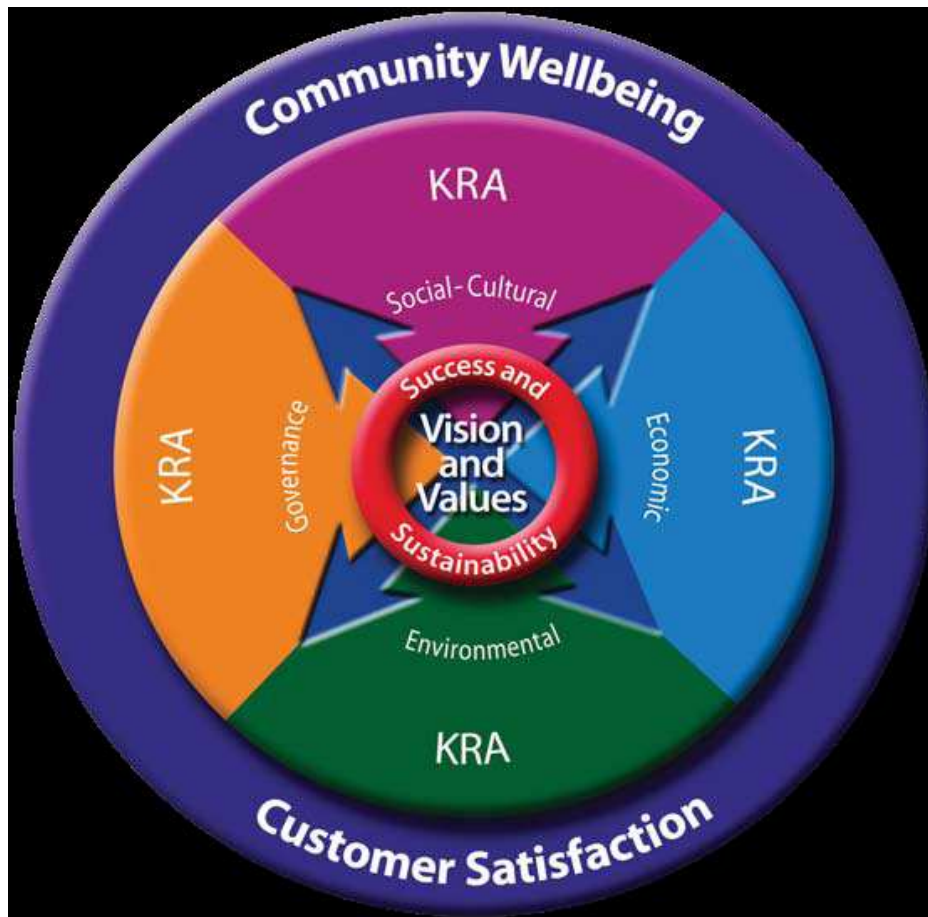 Community Wellbeing
KRA
Social-Cultural
KRA
Governance
Success and
Vision
and
Values
Sustainability
Economic
KRA
Environmental
KRA
Customer Satisfaction